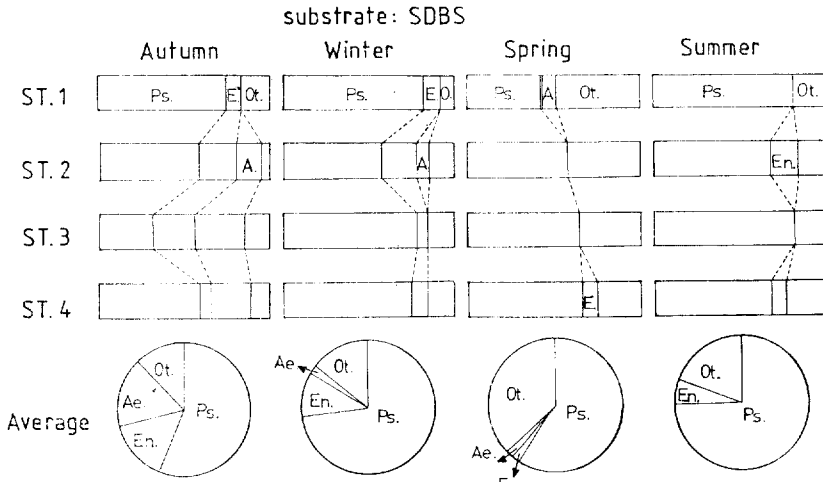 substrate: SDBS
Autumn Winter Spring Summer
ST.1 Ps. E. Ot. Ps. E O. Ps. A Ot. Ps. Ot.
ST.2 A. A. En.
ST.3
ST.4 E.
Average Ot. Ae. En. Ps. Ae Ot. En. Ps. Ot. Ps. Ae. Ot. En. Ps.